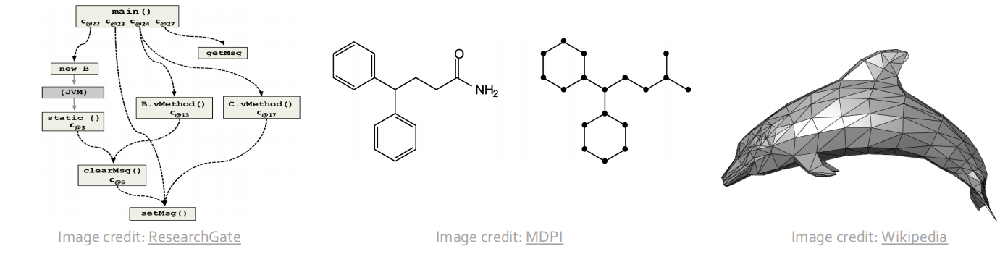 main()
c@22 c@23 c@24 c@27
getMsg
new B
(JVM)
B.vMethod()
c@13
C.vMethod()
c@17
static {}
c@3
clearMsg()
c@6
setMsg()
O
NH2
Image credit: ResearchGate
Image credit: MDPI
Image credit: Wikipedia